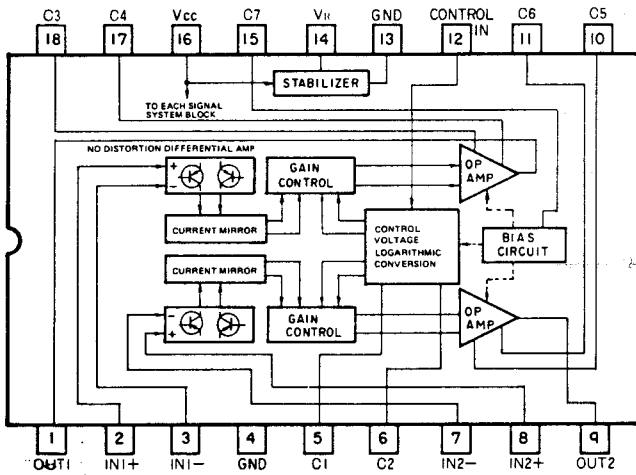 C3 C4 Vcc C7 VR GND CONTROL IN C6 C5
18 17 16 15 14 13 12 11 10
STABILIZER
TO EACH SIGNAL
SYSTEM BLOCK
NO DISTORTION DIFFERENTIAL AMP
+
−
GAIN
CONTROL
OP
AMP
CURRENT MIRROR
CONTROL
VOLTAGE
LOGARITHMIC
CONVERSION
BIAS
CIRCUIT
CURRENT MIRROR
−
+
GAIN
CONTROL
OP
AMP
1 2 3 4 5 6 7 8 9
OUT1 IN1+ IN1− GND C1 C2 IN2− IN2+ OUT2